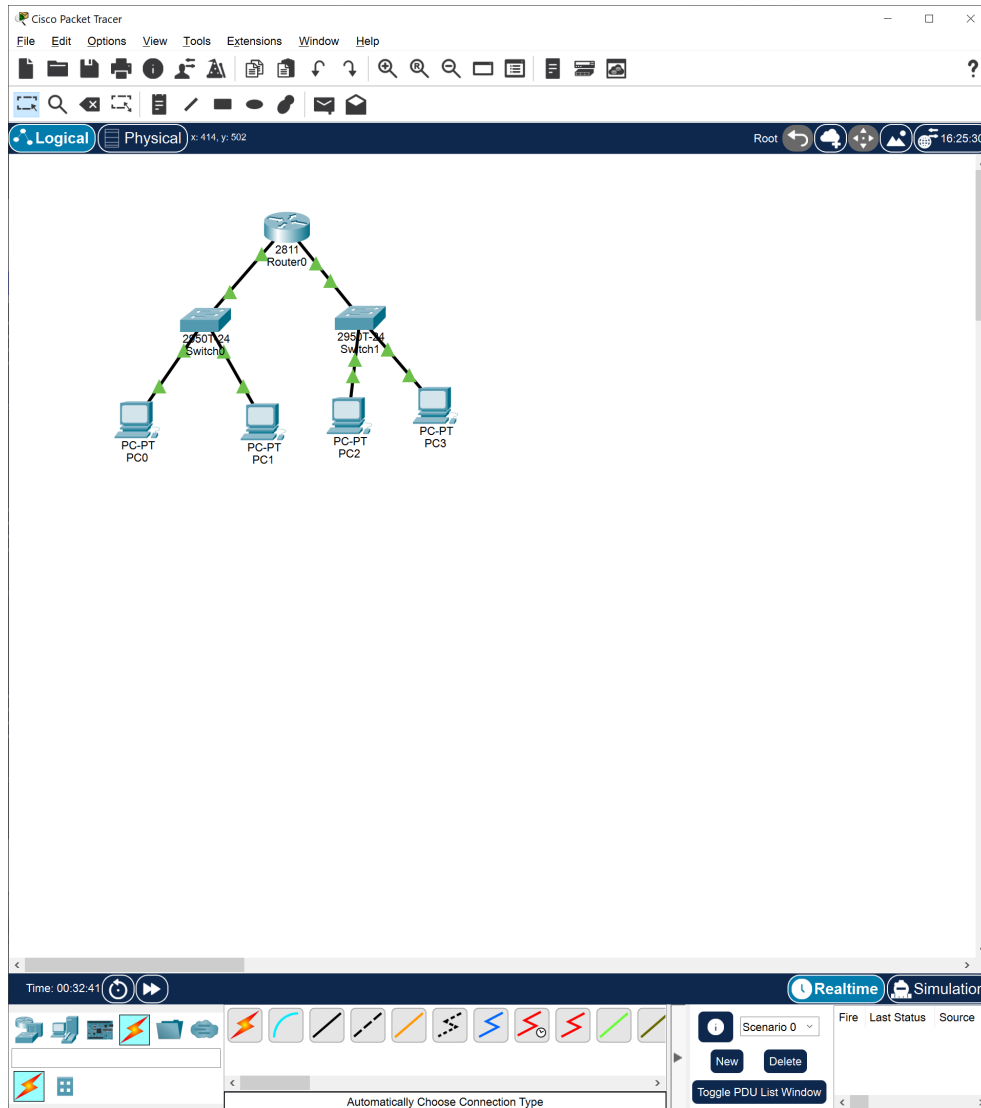 Cisco Packet Tracer
File Edit Options View Tools Extensions Window Help
?
Logical Physical x: 414, y: 502 Root 16:25:30
2811
Router0
2950T-24
Switch0
2950T-24
Switch1
PC-PT
PC0
PC-PT
PC1
PC-PT
PC2
PC-PT
PC3
Time: 00:32:41 Realtime Simulation
Scenario 0
New Delete
Toggle PDU List Window
Fire Last Status Source
Automatically Choose Connection Type